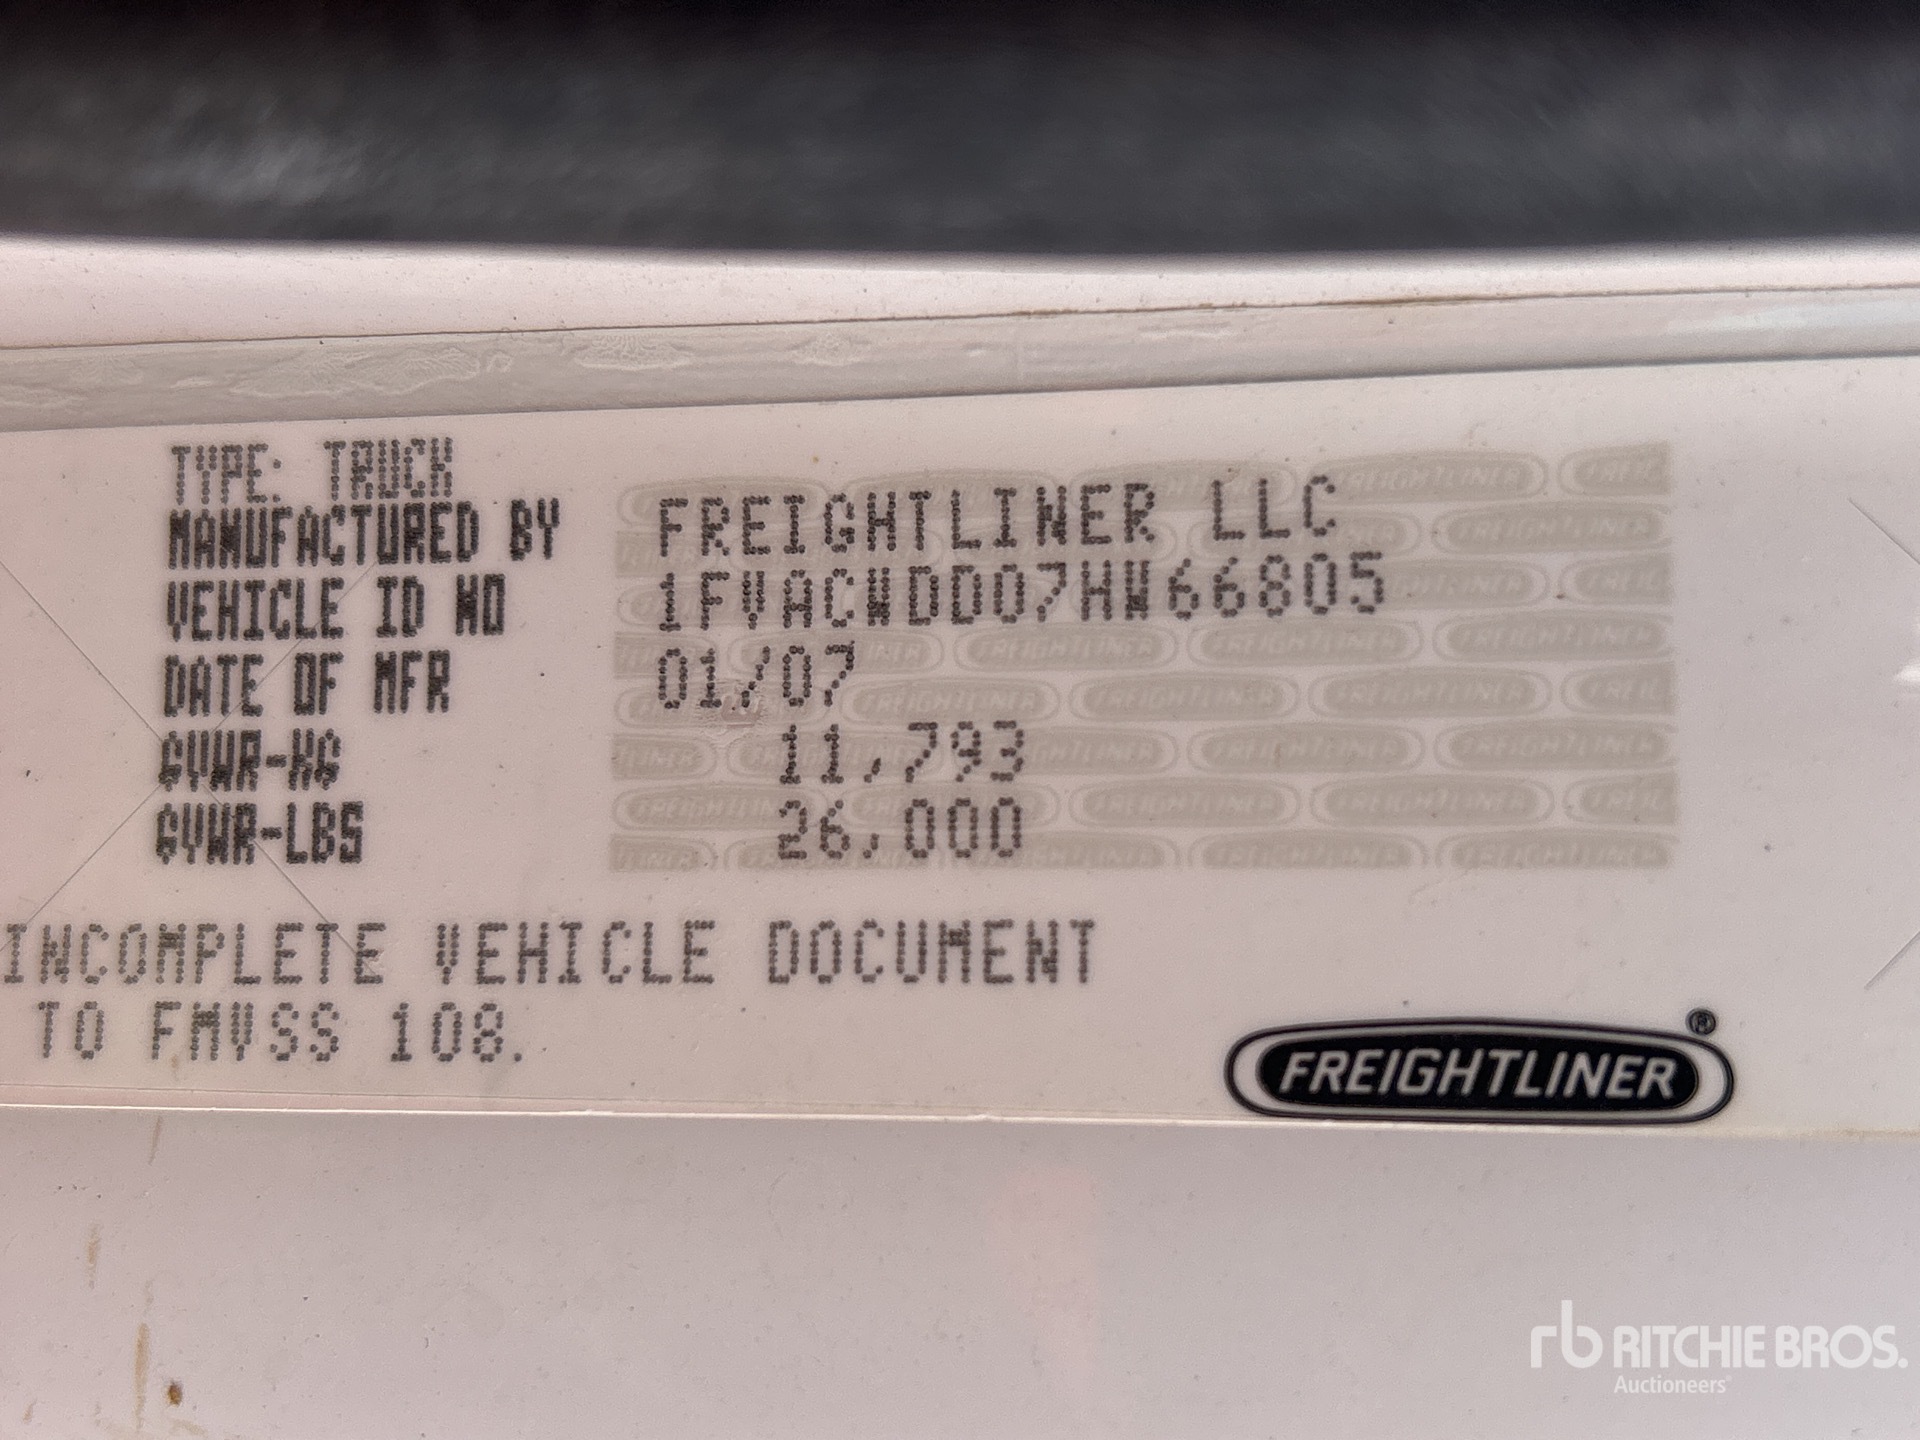 TYPE: TRUCK
MANUFACTURED BY FREIGHTLINER LLC
VEHICLE ID NO 1FVACWDD07HW66805
DATE OF MFR 01/07
GVWR-KG 11,793
GVWR-LBS 26,000
INCOMPLETE VEHICLE DOCUMENT
TO FMVSS 108.
FREIGHTLINER®
rb RITCHIE BROS.
Auctioneers